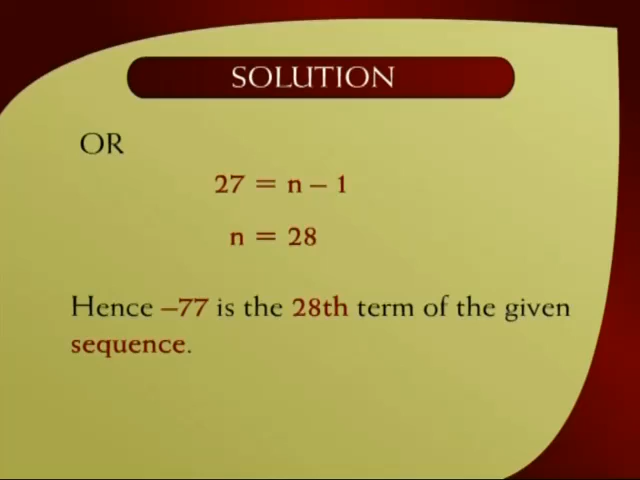 SOLUTION
OR
27 = n – 1
n = 28
Hence –77 is the 28th term of the given
sequence.